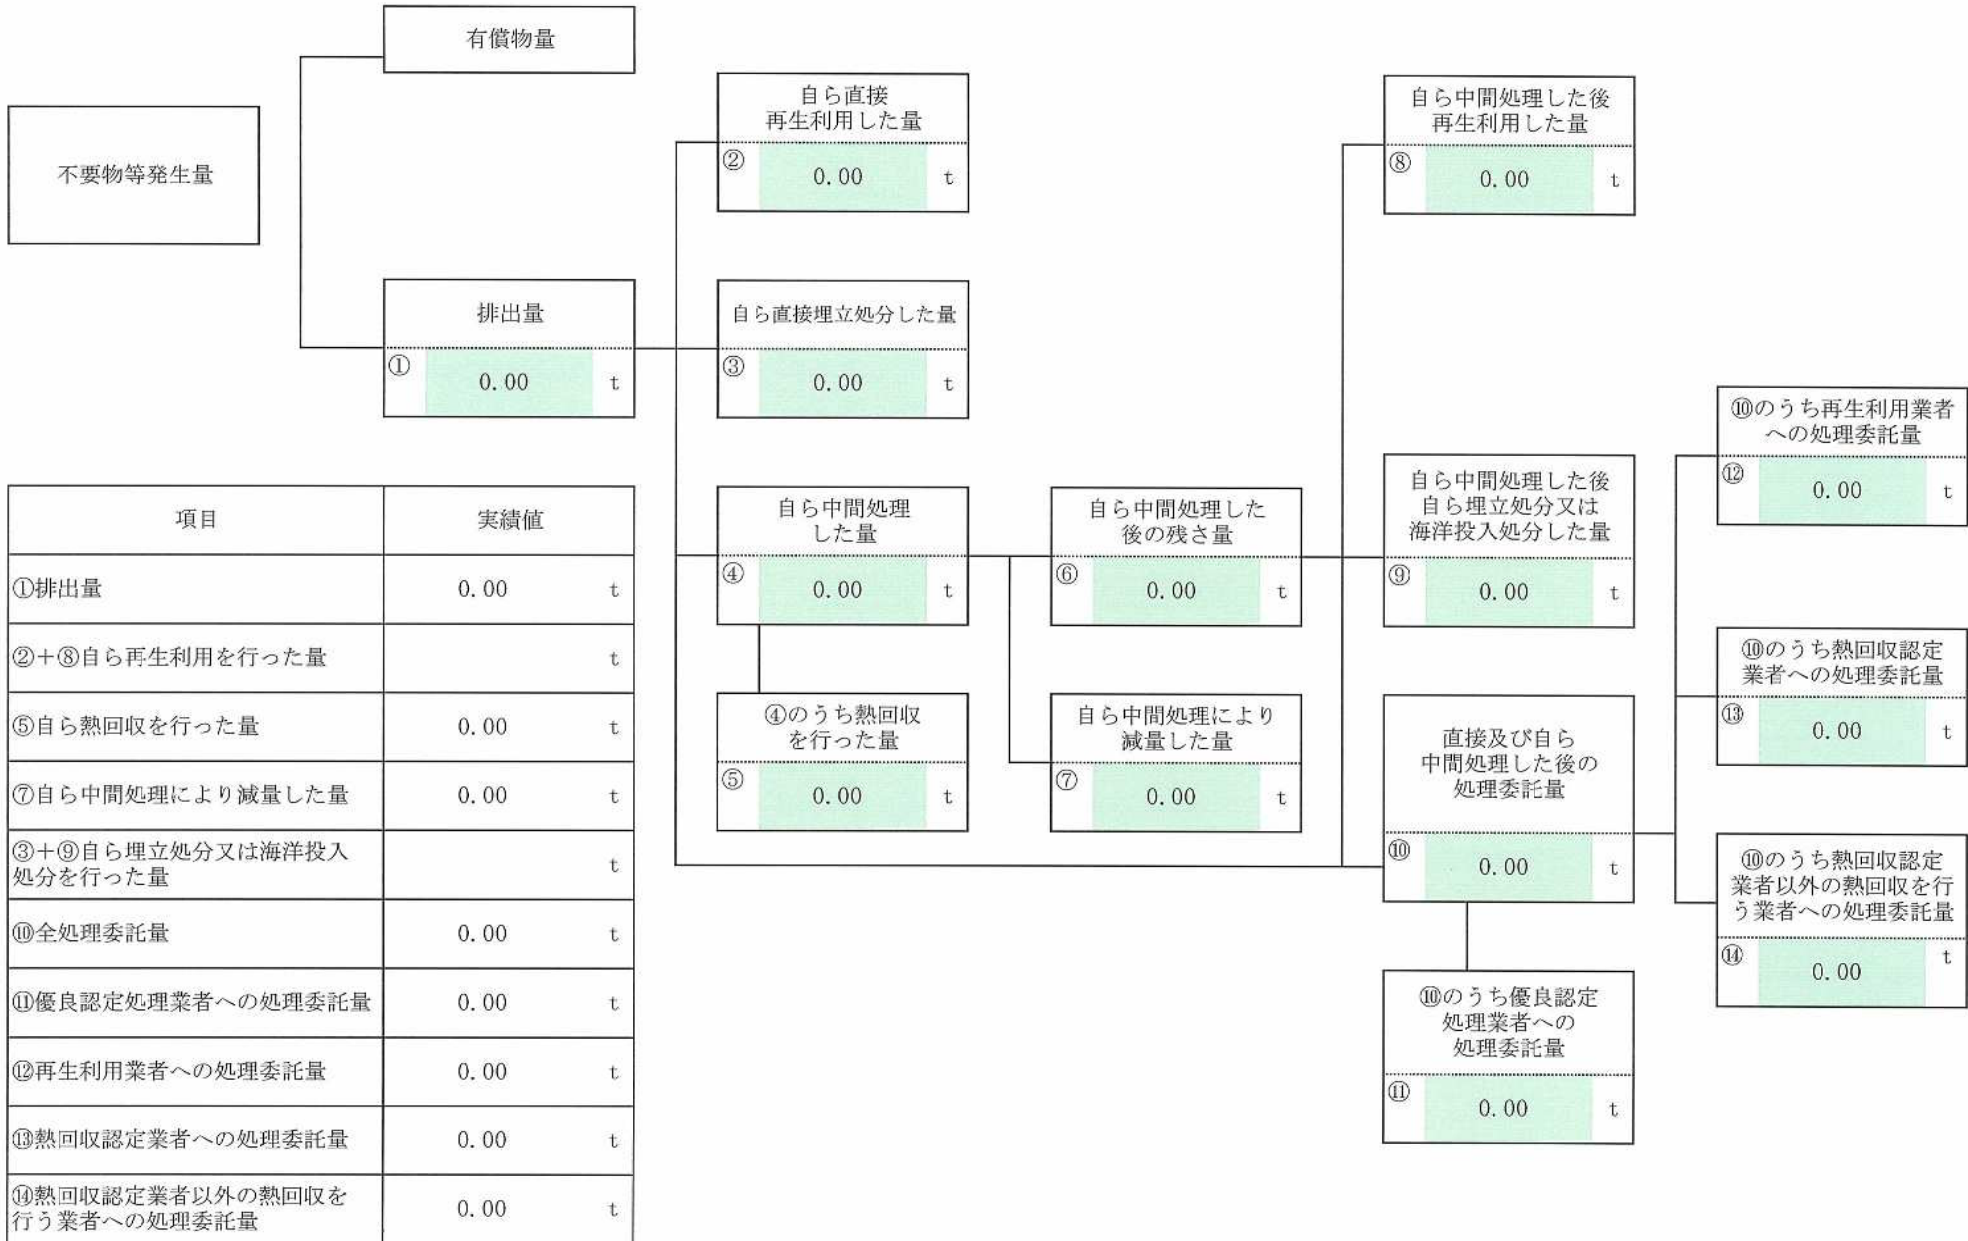 有償物量
不要物等発生量
排出量
① 0.00 t
自ら直接
再生利用した量
② 0.00 t
自ら直接埋立処分した量
③ 0.00 t
自ら中間処理
した量
④ 0.00 t
④のうち熱回収
を行った量
⑤ 0.00 t
自ら中間処理した
後の残さ量
⑥ 0.00 t
自ら中間処理により
減量した量
⑦ 0.00 t
自ら中間処理した後
再生利用した量
⑧ 0.00 t
自ら中間処理した後
自ら埋立処分又は
海洋投入処分した量
⑨ 0.00 t
直接及び自ら
中間処理した後の
処理委託量
⑩ 0.00 t
⑩のうち優良認定
処理業者への
処理委託量
⑪ 0.00 t
⑩のうち再生利用業者
への処理委託量
⑫ 0.00 t
⑩のうち熱回収認定
業者への処理委託量
⑬ 0.00 t
⑩のうち熱回収認定
業者以外の熱回収を行
う業者への処理委託量
⑭ 0.00 t
項目 実績値
①排出量 0.00 t
②+⑧自ら再生利用を行った量 t
⑤自ら熱回収を行った量 0.00 t
⑦自ら中間処理により減量した量 0.00 t
③+⑨自ら埋立処分又は海洋投入
処分を行った量 t
⑩全処理委託量 0.00 t
⑪優良認定処理業者への処理委託量 0.00 t
⑫再生利用業者への処理委託量 0.00 t
⑬熱回収認定業者への処理委託量 0.00 t
⑭熱回収認定業者以外の熱回収を
行う業者への処理委託量 0.00 t